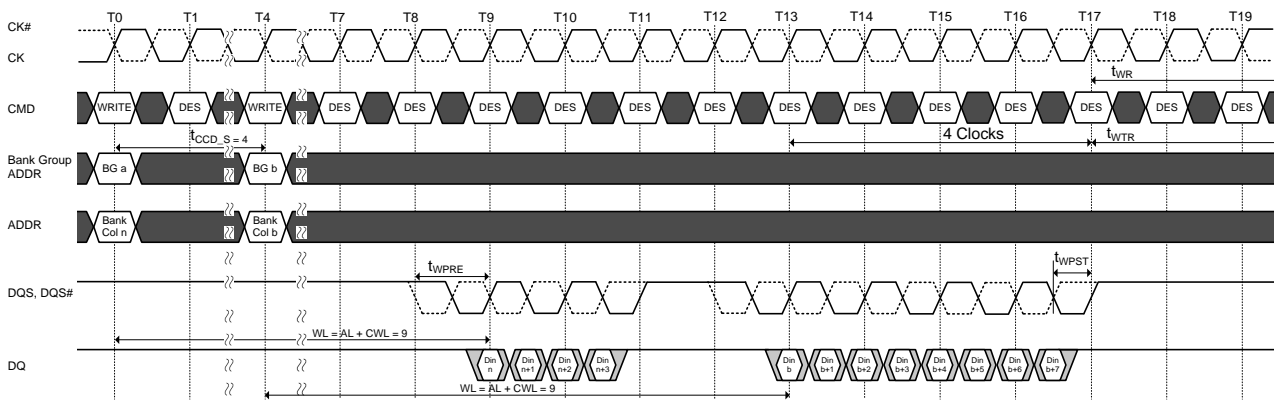 T0 T1 T4 T7 T8 T9 T10 T11 T12 T13 T14 T15 T16 T17 T18 T19
CK#
CK
tWR
CMD
WRITE DES WRITE DES DES DES DES DES DES DES DES DES DES DES DES DES
tCCD_S = 4
4 Clocks
tWTR
Bank Group
ADDR
BG a
BG b
ADDR
Bank
Col n
Bank
Col b
tWPRE
tWPST
DQS, DQS#
WL = AL + CWL = 9
DQ
Din
n
Din
n+1
Din
n+2
Din
n+3
Din
b
Din
b+1
Din
b+2
Din
b+3
Din
b+4
Din
b+5
Din
b+6
Din
b+7
WL = AL + CWL = 9